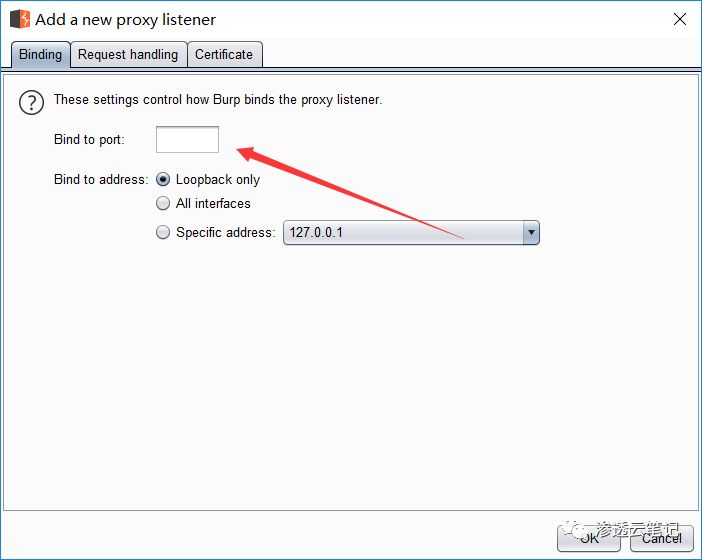 Add a new proxy listener
Binding Request handling Certificate
These settings control how Burp binds the proxy listener.
Bind to port:
Bind to address: Loopback only
All interfaces
Specific address: 127.0.0.1
OK Cancel
渗透云笔记